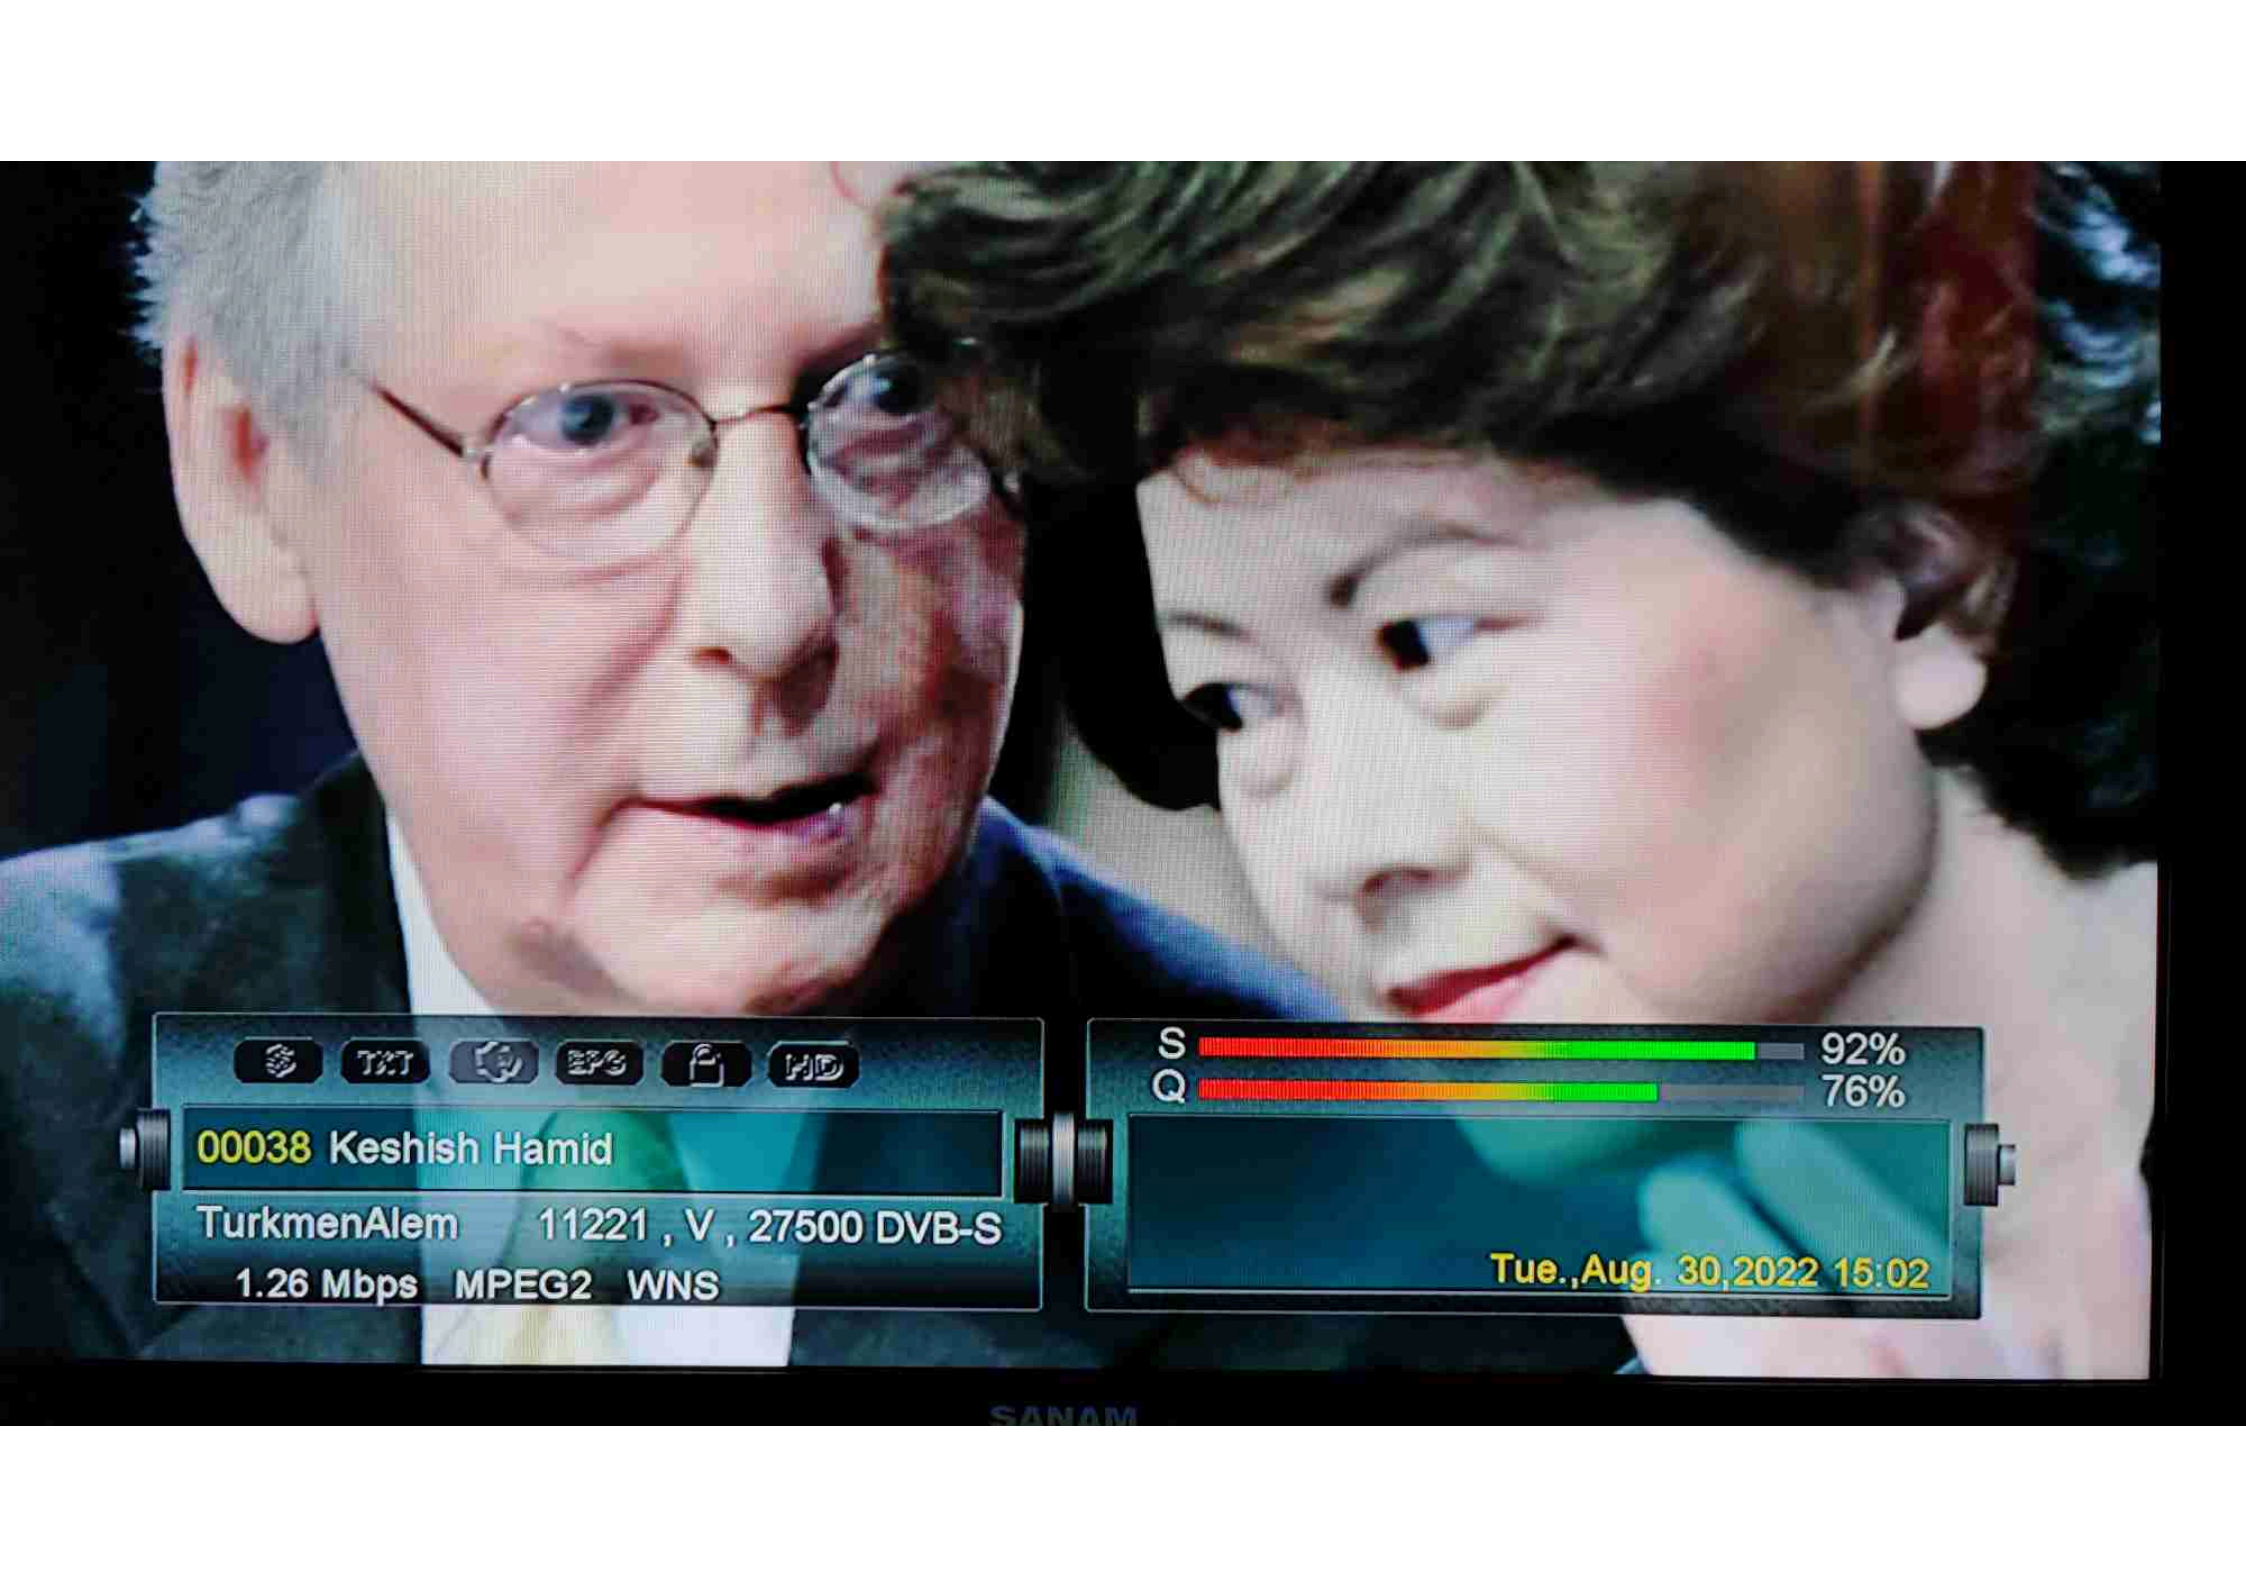 TXT EPG HD
00038 Keshish Hamid
TurkmenAlem 11221 , V , 27500 DVB-S
1.26 Mbps MPEG2 WNS
S 92%
Q 76%
Tue.,Aug. 30,2022 15:02
SANAM